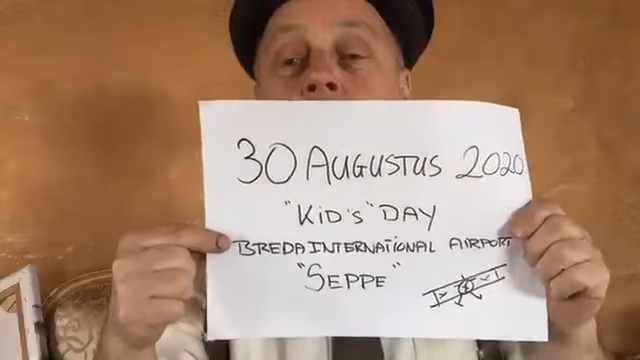 30 AUGUSTUS 2020
"KiD's" DAY
BREDA INTERNATIONAL AIRPORT
"SEPPE"